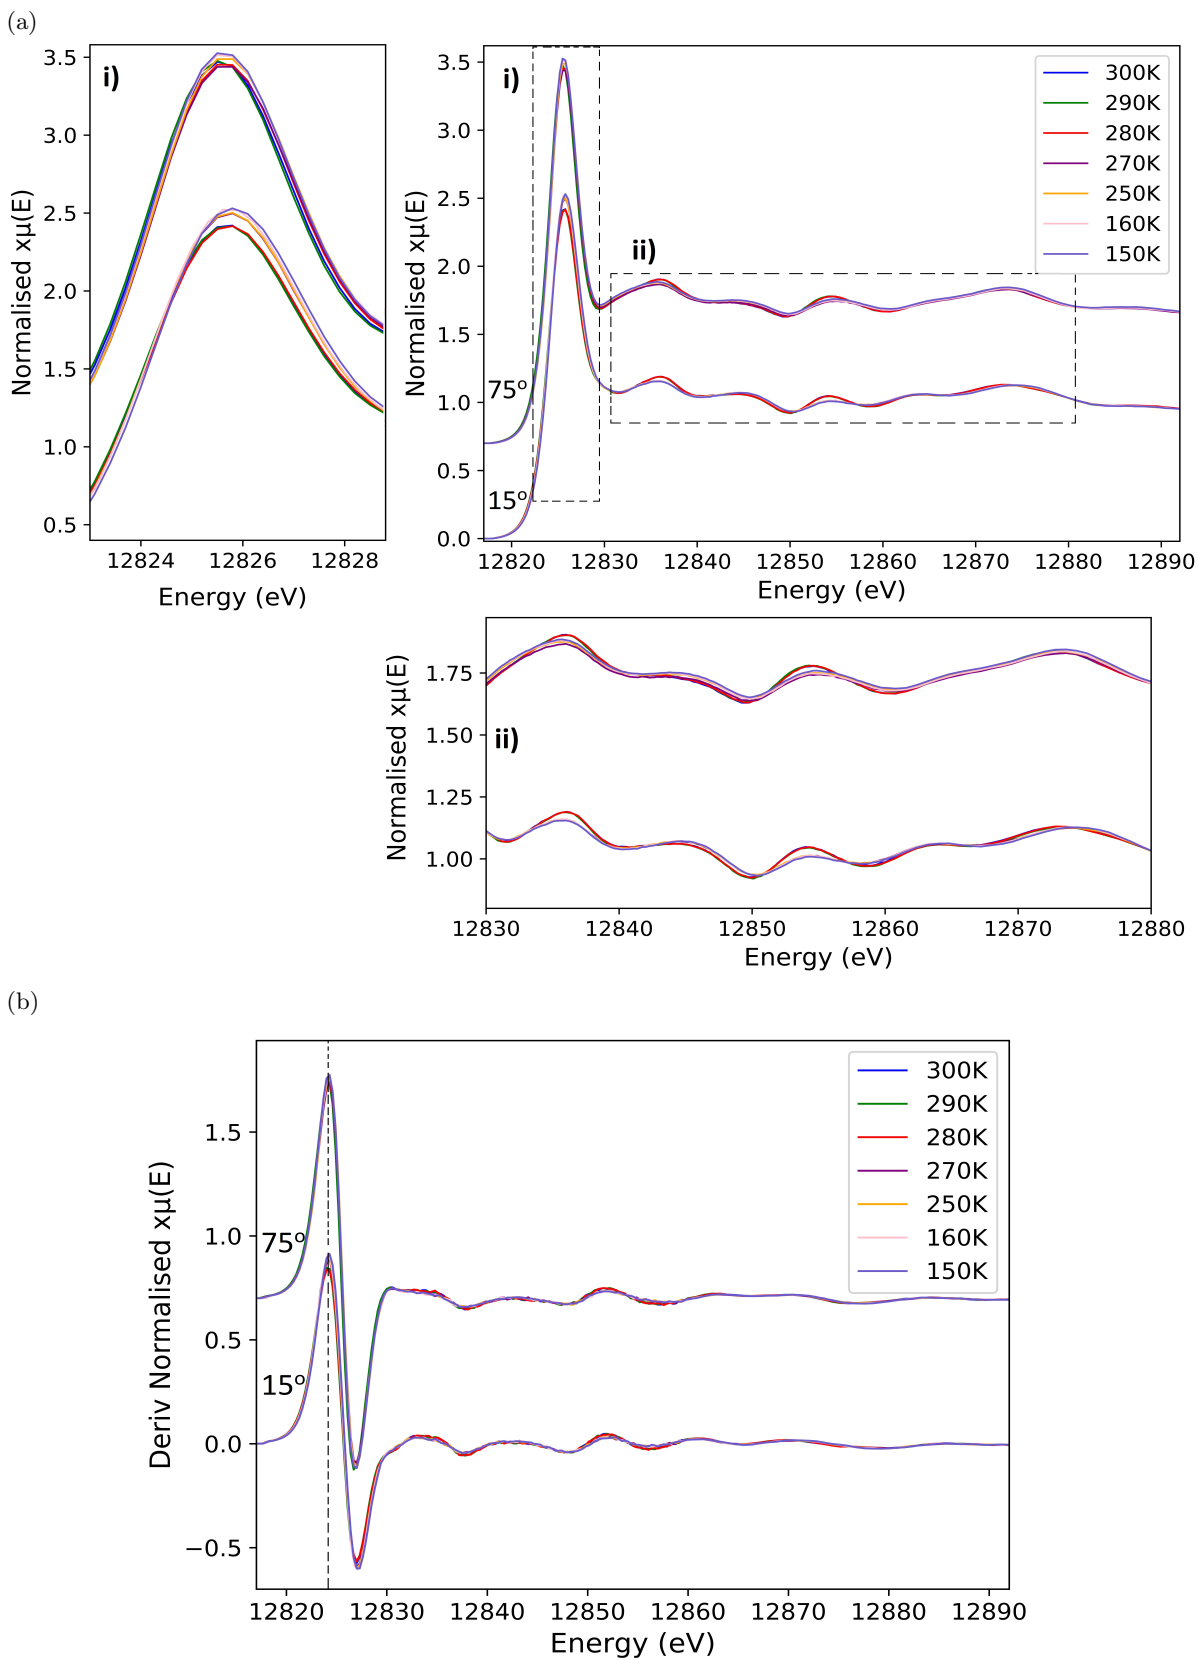 (a)
i)
3.5
3.0
2.5
2.0
1.5
1.0
0.5
12824 12826 12828
Energy (eV)
Normalised xμ(E)
i)
ii)
75º
15º
3.5
3.0
2.5
2.0
1.5
1.0
0.5
0.0
12820 12830 12840 12850 12860 12870 12880 12890
Energy (eV)
Normalised xμ(E)
300K
290K
280K
270K
250K
160K
150K
ii)
1.75
1.50
1.25
1.00
12830 12840 12850 12860 12870 12880
Energy (eV)
Normalised xμ(E)
(b)
75º
15º
1.5
1.0
0.5
0.0
−0.5
12820 12830 12840 12850 12860 12870 12880 12890
Energy (eV)
Deriv Normalised xμ(E)
300K
290K
280K
270K
250K
160K
150K